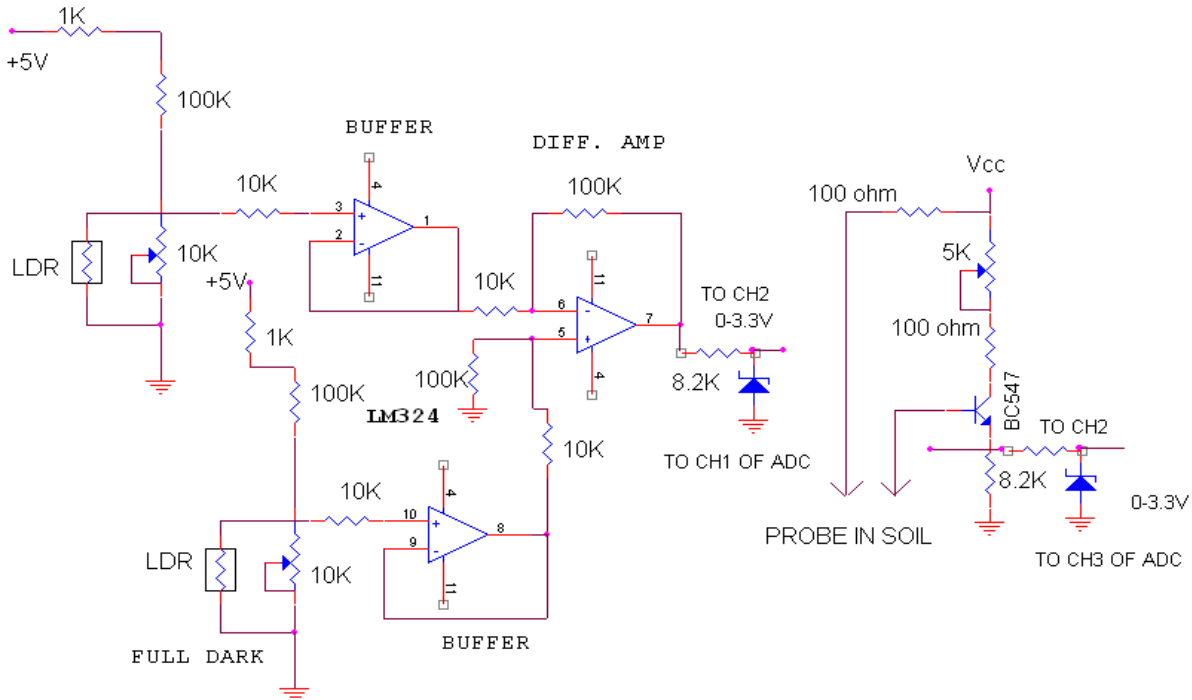 1K
+5V
100K
BUFFER
DIFF. AMP
Vcc
10K
4
100K
100 ohm
3
+
1
2
-
10K
LDR
+5V
11
10K
11
6
-
7
5
+
4
TO CH2
0-3.3V
5K
1K
100K
8.2K
100 ohm
100K
LM324
10K
BC547
TO CH1 OF ADC
TO CH2
10K
4
8.2K
10
+
8
9
-
0-3.3V
LDR
10K
11
PROBE IN SOIL
TO CH3 OF ADC
BUFFER
FULL DARK